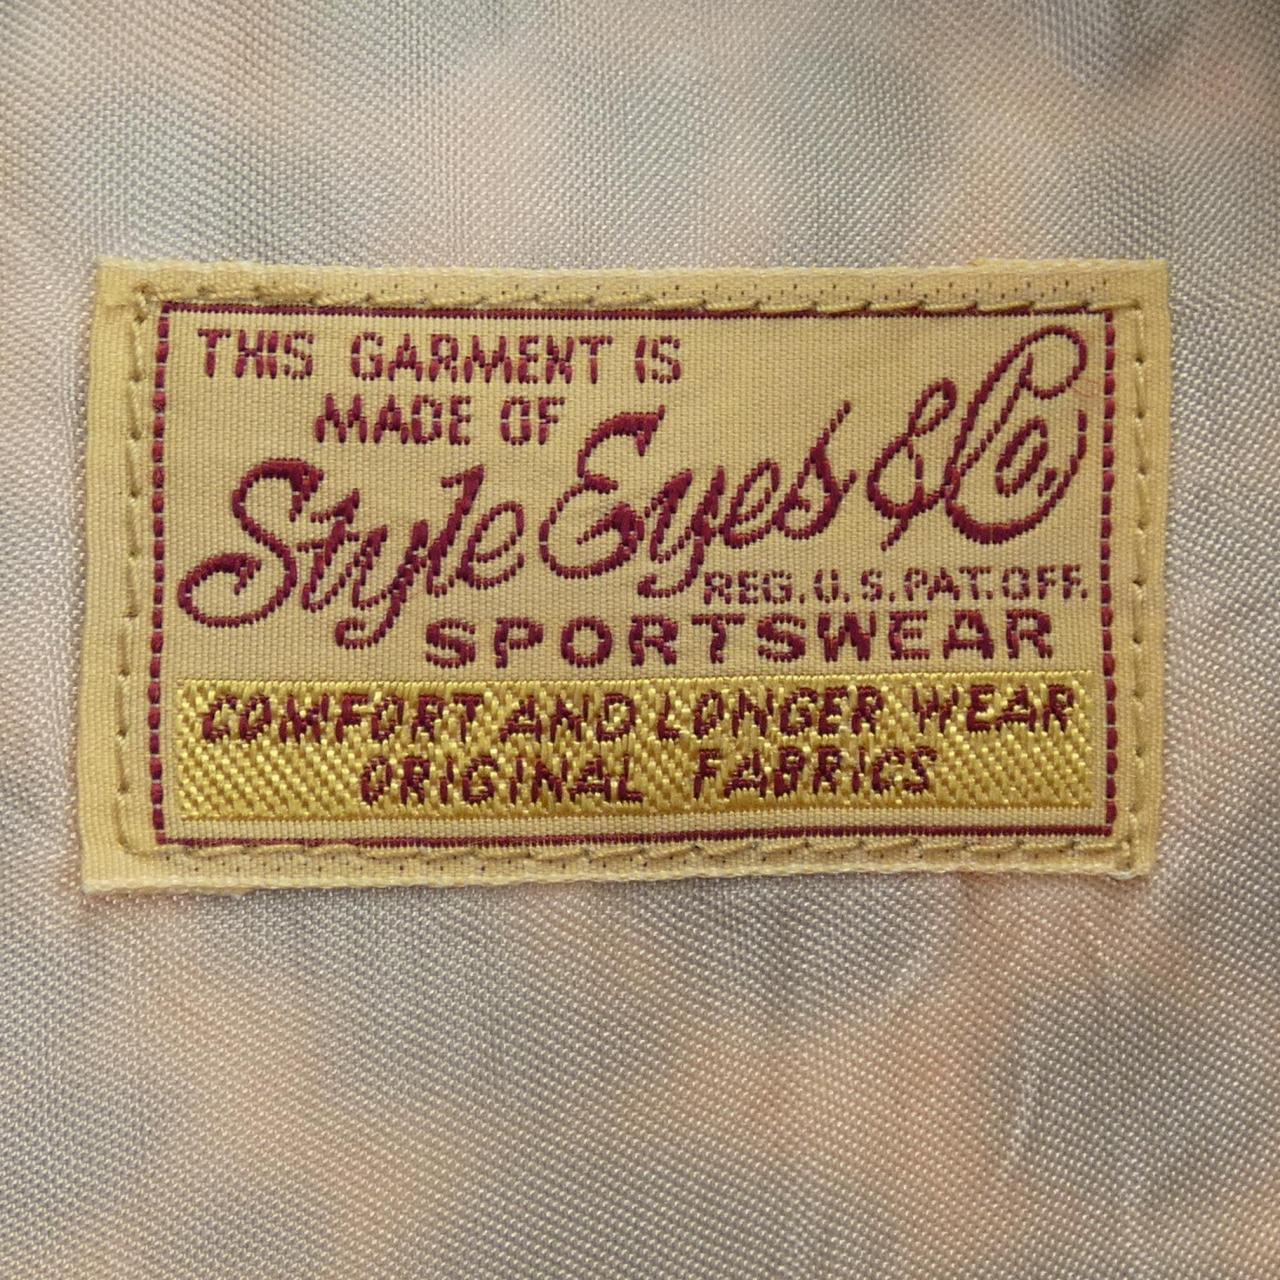 THIS GARMENT IS
MADE OF
Style Eyes & Co.
REG. U.S. PAT. OFF.
SPORTSWEAR
COMFORT AND LONGER WEAR
ORIGINAL FABRICS